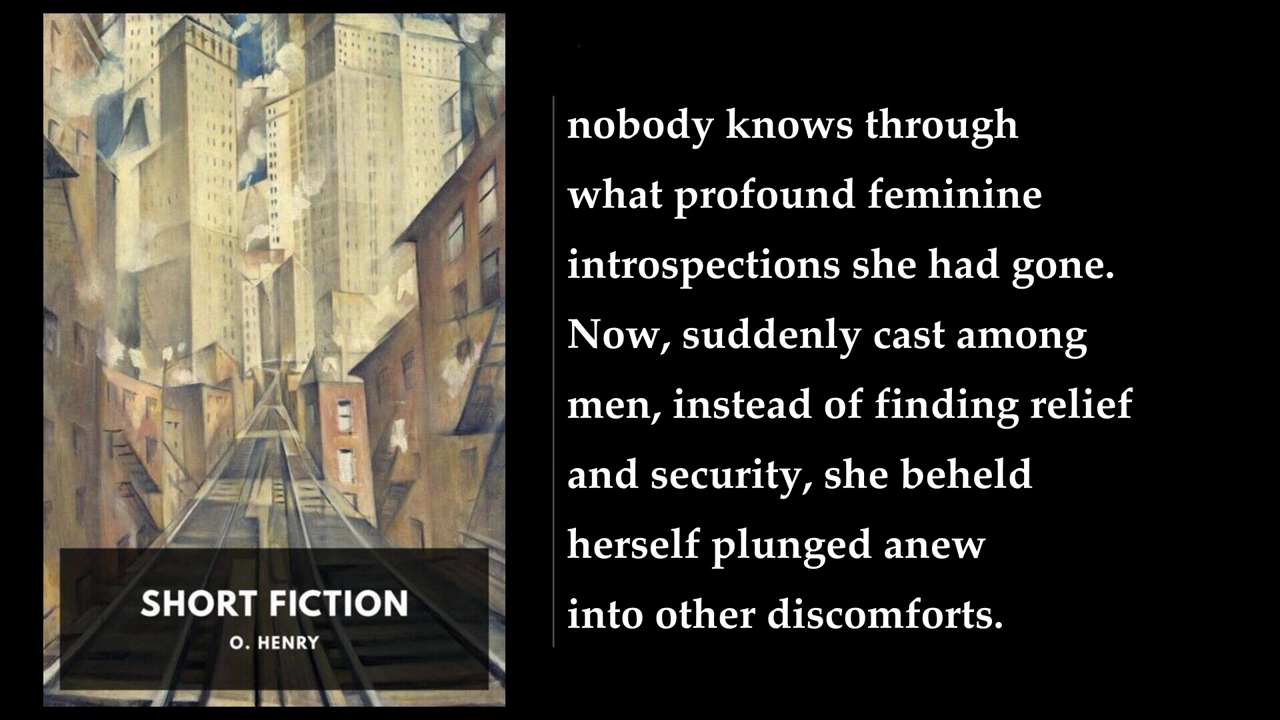 SHORT FICTION
O. HENRY
nobody knows through
what profound feminine
introspections she had gone.
Now, suddenly cast among
men, instead of finding relief
and security, she beheld
herself plunged anew
into other discomforts.